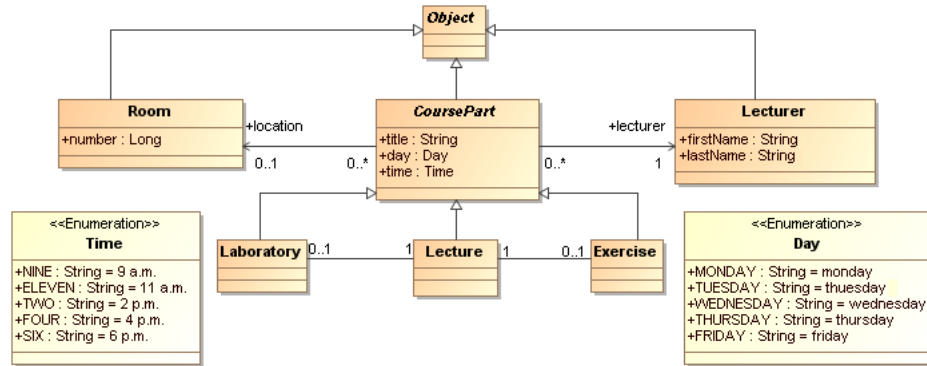 Object
Room
+number : Long
+location
0..1
0..*
CoursePart
+title : String
+day : Day
+time : Time
+lecturer
0..*
1
Lecturer
+firstName : String
+lastName : String
<<Enumeration>>
Time
+NINE : String = 9 a.m.
+ELEVEN : String = 11 a.m.
+TWO : String = 2 p.m.
+FOUR : String = 4 p.m.
+SIX : String = 6 p.m.
Laboratory
0..1
1
Lecture
1
0..1
Exercise
<<Enumeration>>
Day
+MONDAY : String = monday
+TUESDAY : String = thuesday
+WEDNESDAY : String = wednesday
+THURSDAY : String = thursday
+FRIDAY : String = friday